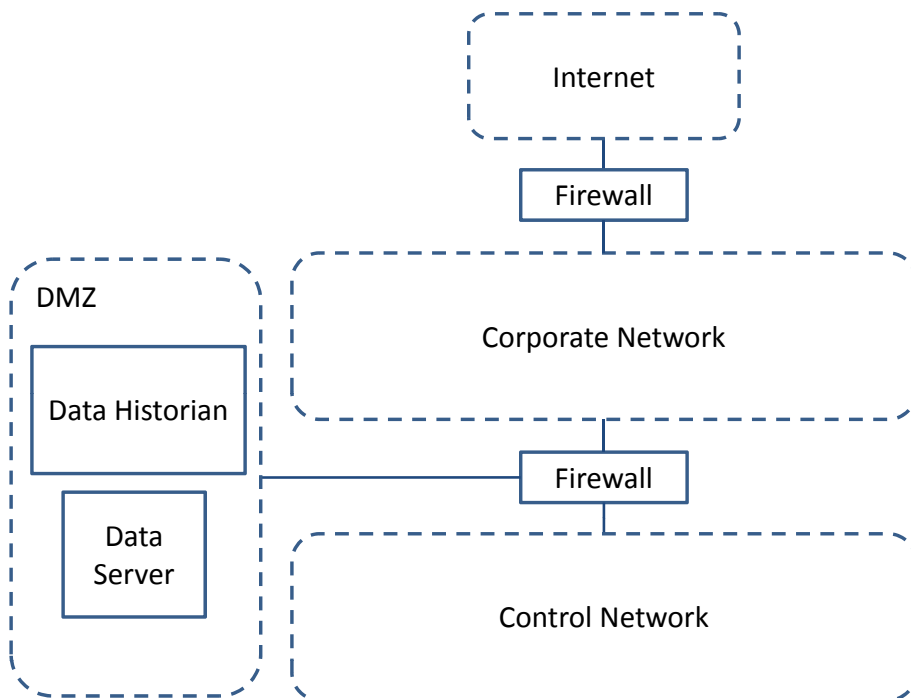 Internet
Firewall
DMZ
Corporate Network
Data Historian
Firewall
Data
Server
Control Network